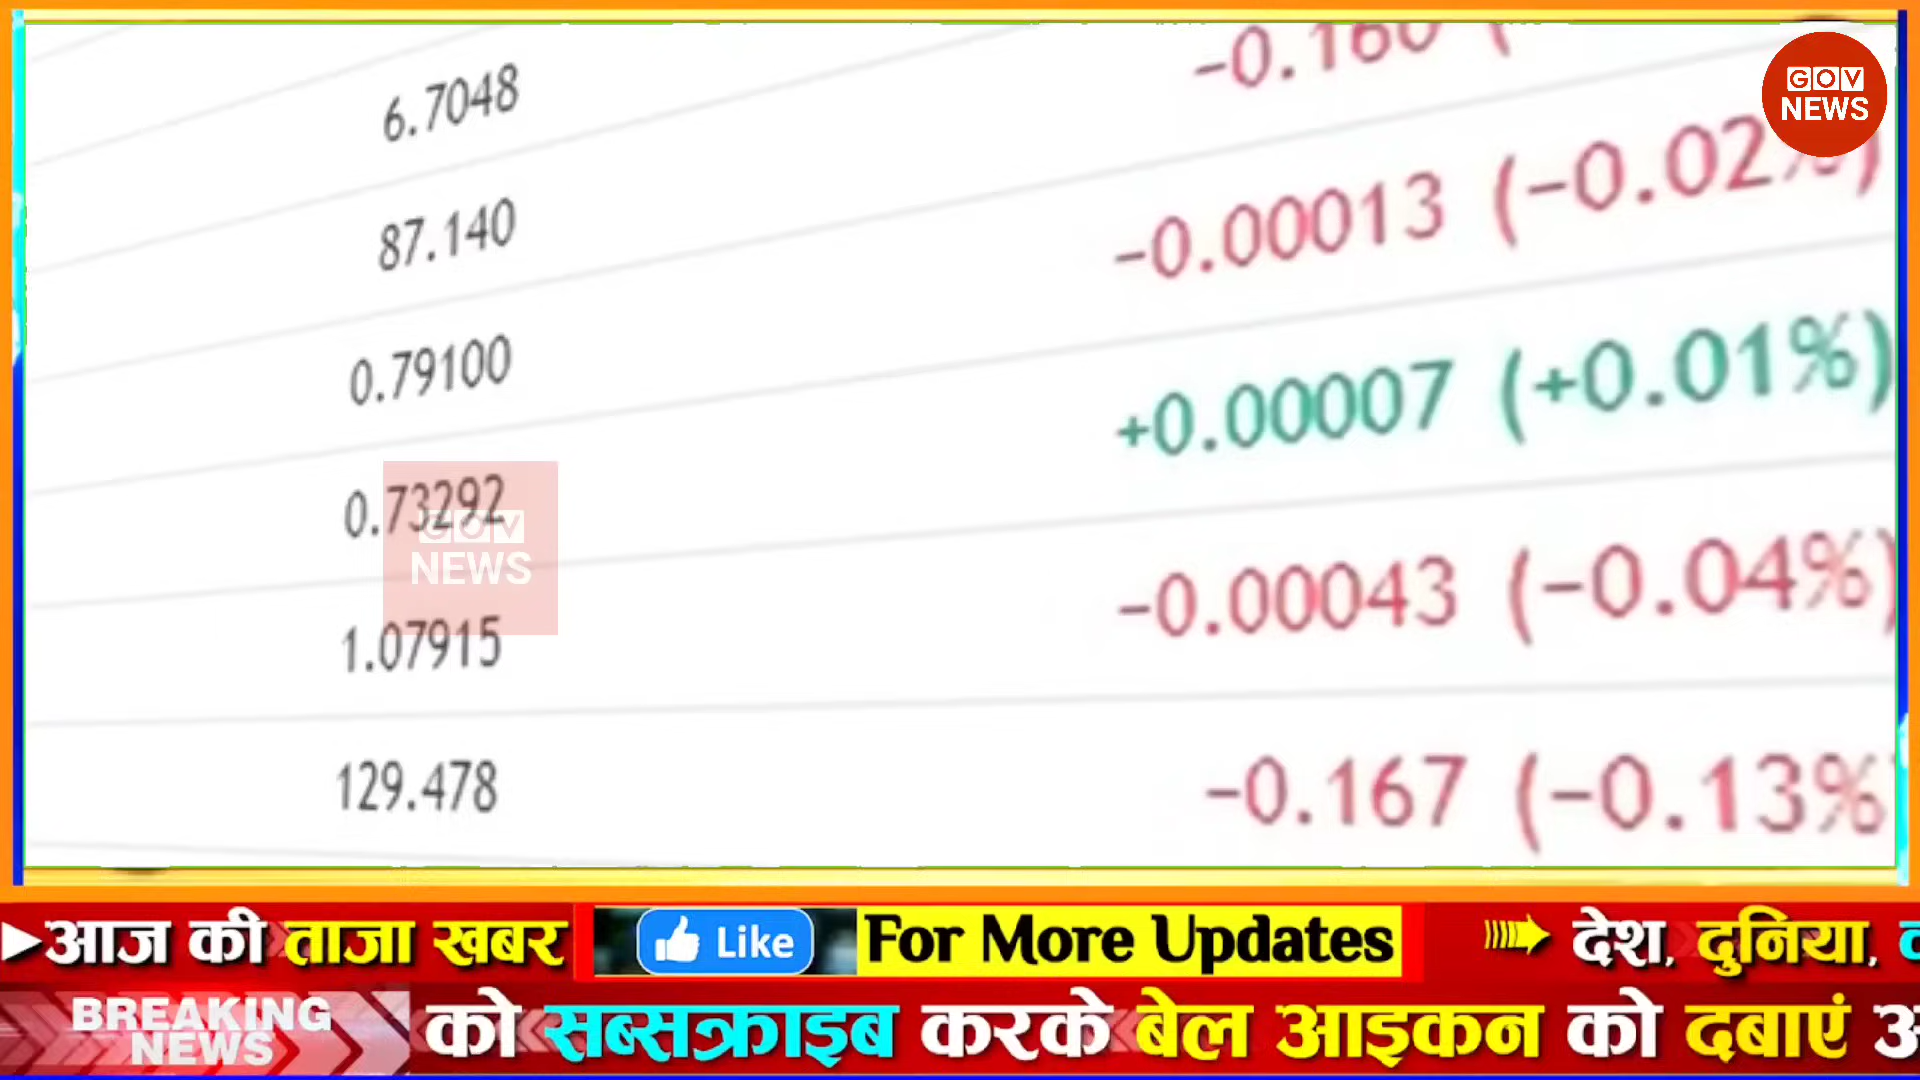 6.7048
-0.160 (
GOV
NEWS
87.140
-0.00013 (-0.02%)
0.79100
+0.00007 (+0.01%)
0.73292
GOV
NEWS
-0.00043 (-0.04%)
1.07915
129.478
-0.167 (-0.13%
आज की ताजा खबर
Like
For More Updates
देश, दुनिया,
BREAKING
NEWS
को सब्सक्राइब करके बेल आइकन को दबाएं